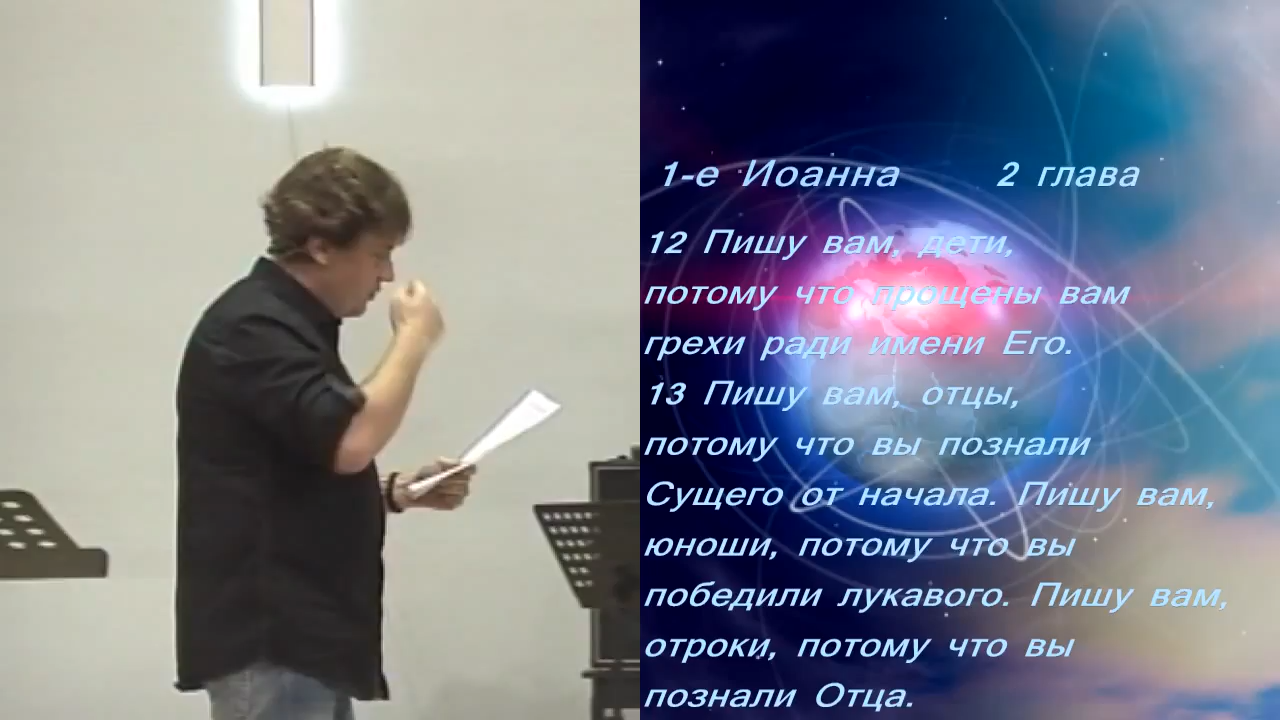 1-е Иоанна 2 глава
12 Пишу вам, дети,
потому что прощены вам
грехи ради имени Его.
13 Пишу вам, отцы,
потому что вы познали
Сущего от начала. Пишу вам,
юноши, потому что вы
победили лукавого. Пишу вам,
отроки, потому что вы
познали Отца.